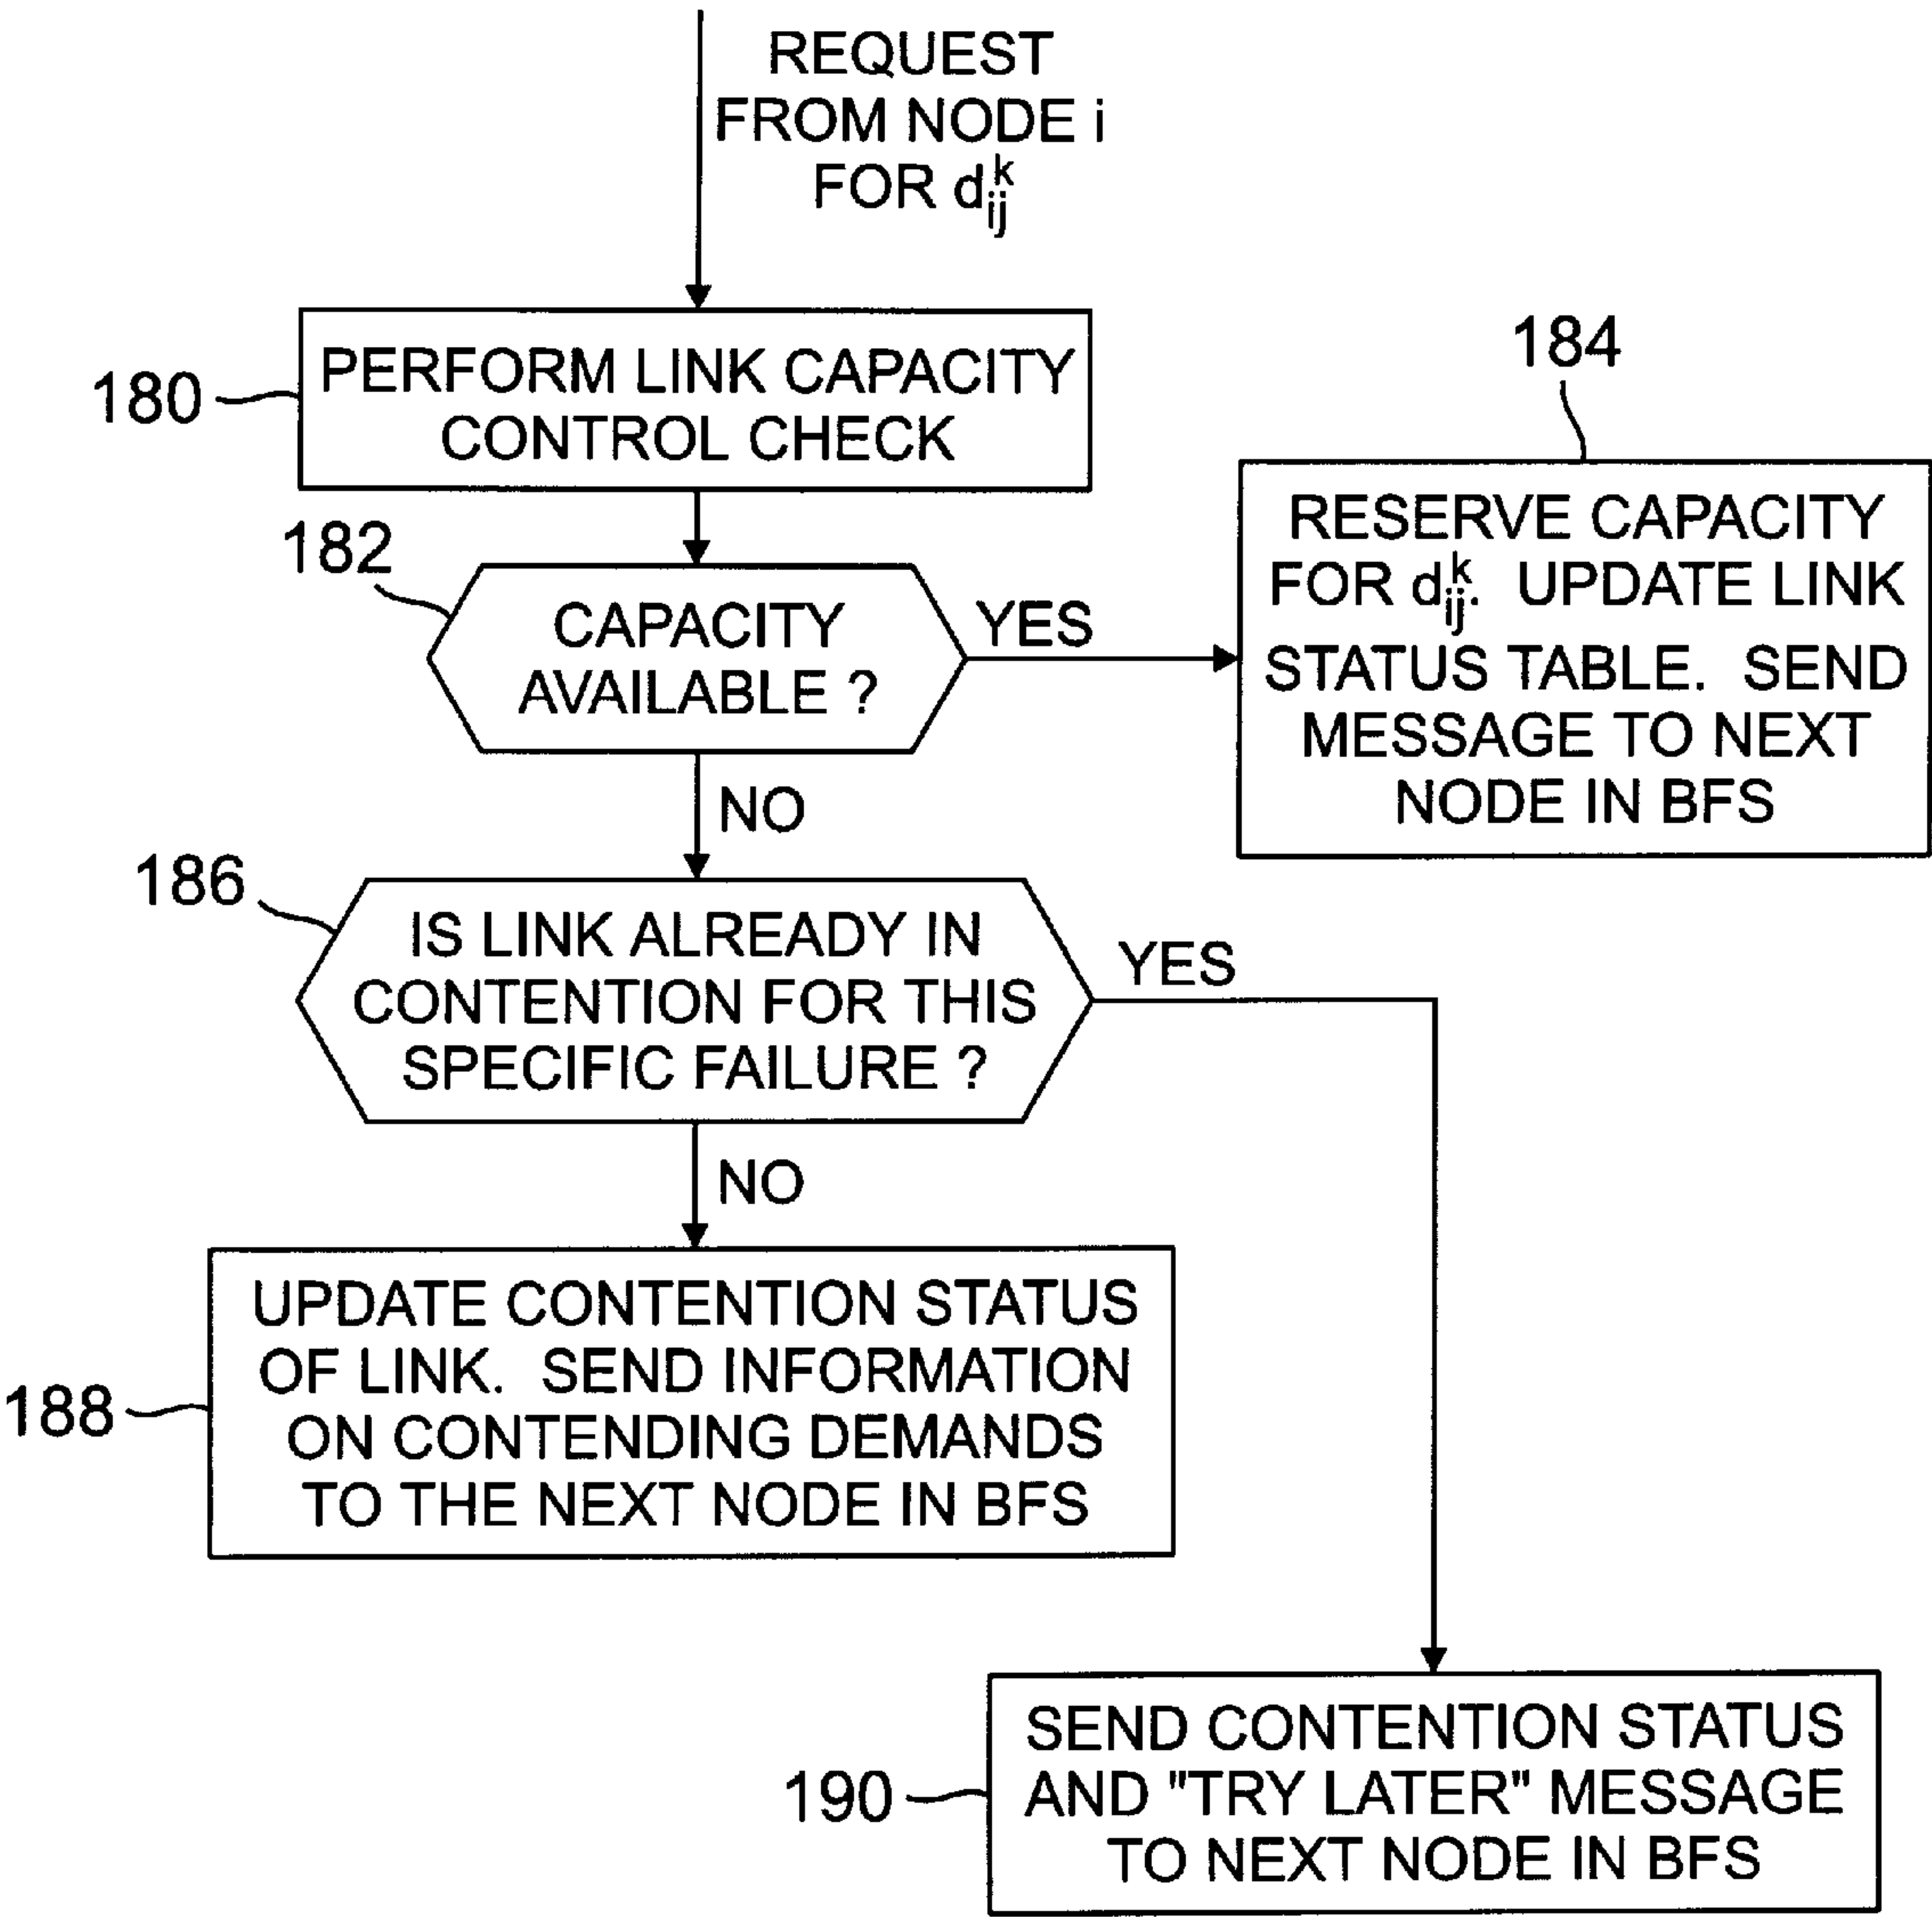 REQUEST
FROM NODE i
FOR d_{ij}^{k}
180
PERFORM LINK CAPACITY
CONTROL CHECK
182
CAPACITY
AVAILABLE ?
YES
184
RESERVE CAPACITY
FOR d_{ij}^{k}. UPDATE LINK
STATUS TABLE. SEND
MESSAGE TO NEXT
NODE IN BFS
NO
186
IS LINK ALREADY IN
CONTENTION FOR THIS
SPECIFIC FAILURE ?
YES
NO
188
UPDATE CONTENTION STATUS
OF LINK. SEND INFORMATION
ON CONTENDING DEMANDS
TO THE NEXT NODE IN BFS
190
SEND CONTENTION STATUS
AND "TRY LATER" MESSAGE
TO NEXT NODE IN BFS